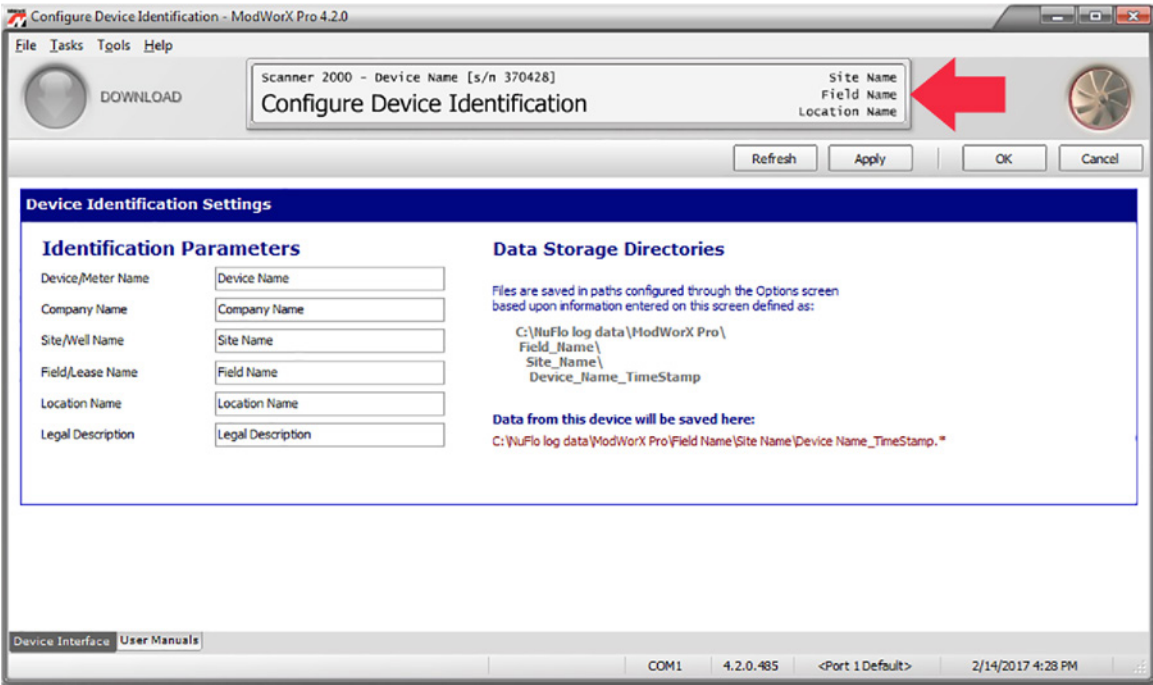 Configure Device Identification - ModWorX Pro 4.2.0
File Tasks Tools Help
DOWNLOAD
Scanner 2000 - Device Name [s/n 370428]
Configure Device Identification
Site Name
Field Name
Location Name
Refresh Apply OK Cancel
Device Identification Settings
Identification Parameters
Device/Meter Name Device Name
Company Name Company Name
Site/Well Name Site Name
Field/Lease Name Field Name
Location Name Location Name
Legal Description Legal Description
Data Storage Directories
Files are saved in paths configured through the Options screen
based upon information entered on this screen defined as:
C:\NuFlo log data\ModWorX Pro\
Field_Name\
Site_Name\
Device_Name_TimeStamp
Data from this device will be saved here:
C:\NuFlo log data\ModWorX Pro\Field Name\Site Name\Device Name_TimeStamp.*
Device Interface User Manuals
COM1 4.2.0.485 <Port 1 Default> 2/14/2017 4:28 PM